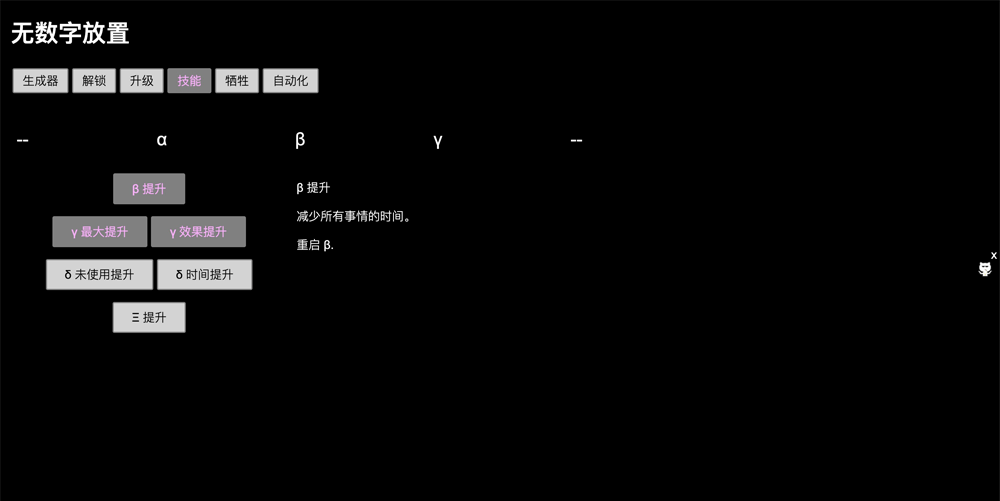 无数字放置
生成器 解锁 升级 技能 牺牲 自动化
-- α β γ --
β 提升
γ 最大提升 γ 效果提升
δ 未使用提升 δ 时间提升
Ξ 提升
β 提升
减少所有事情的时间。
重启 β.
x